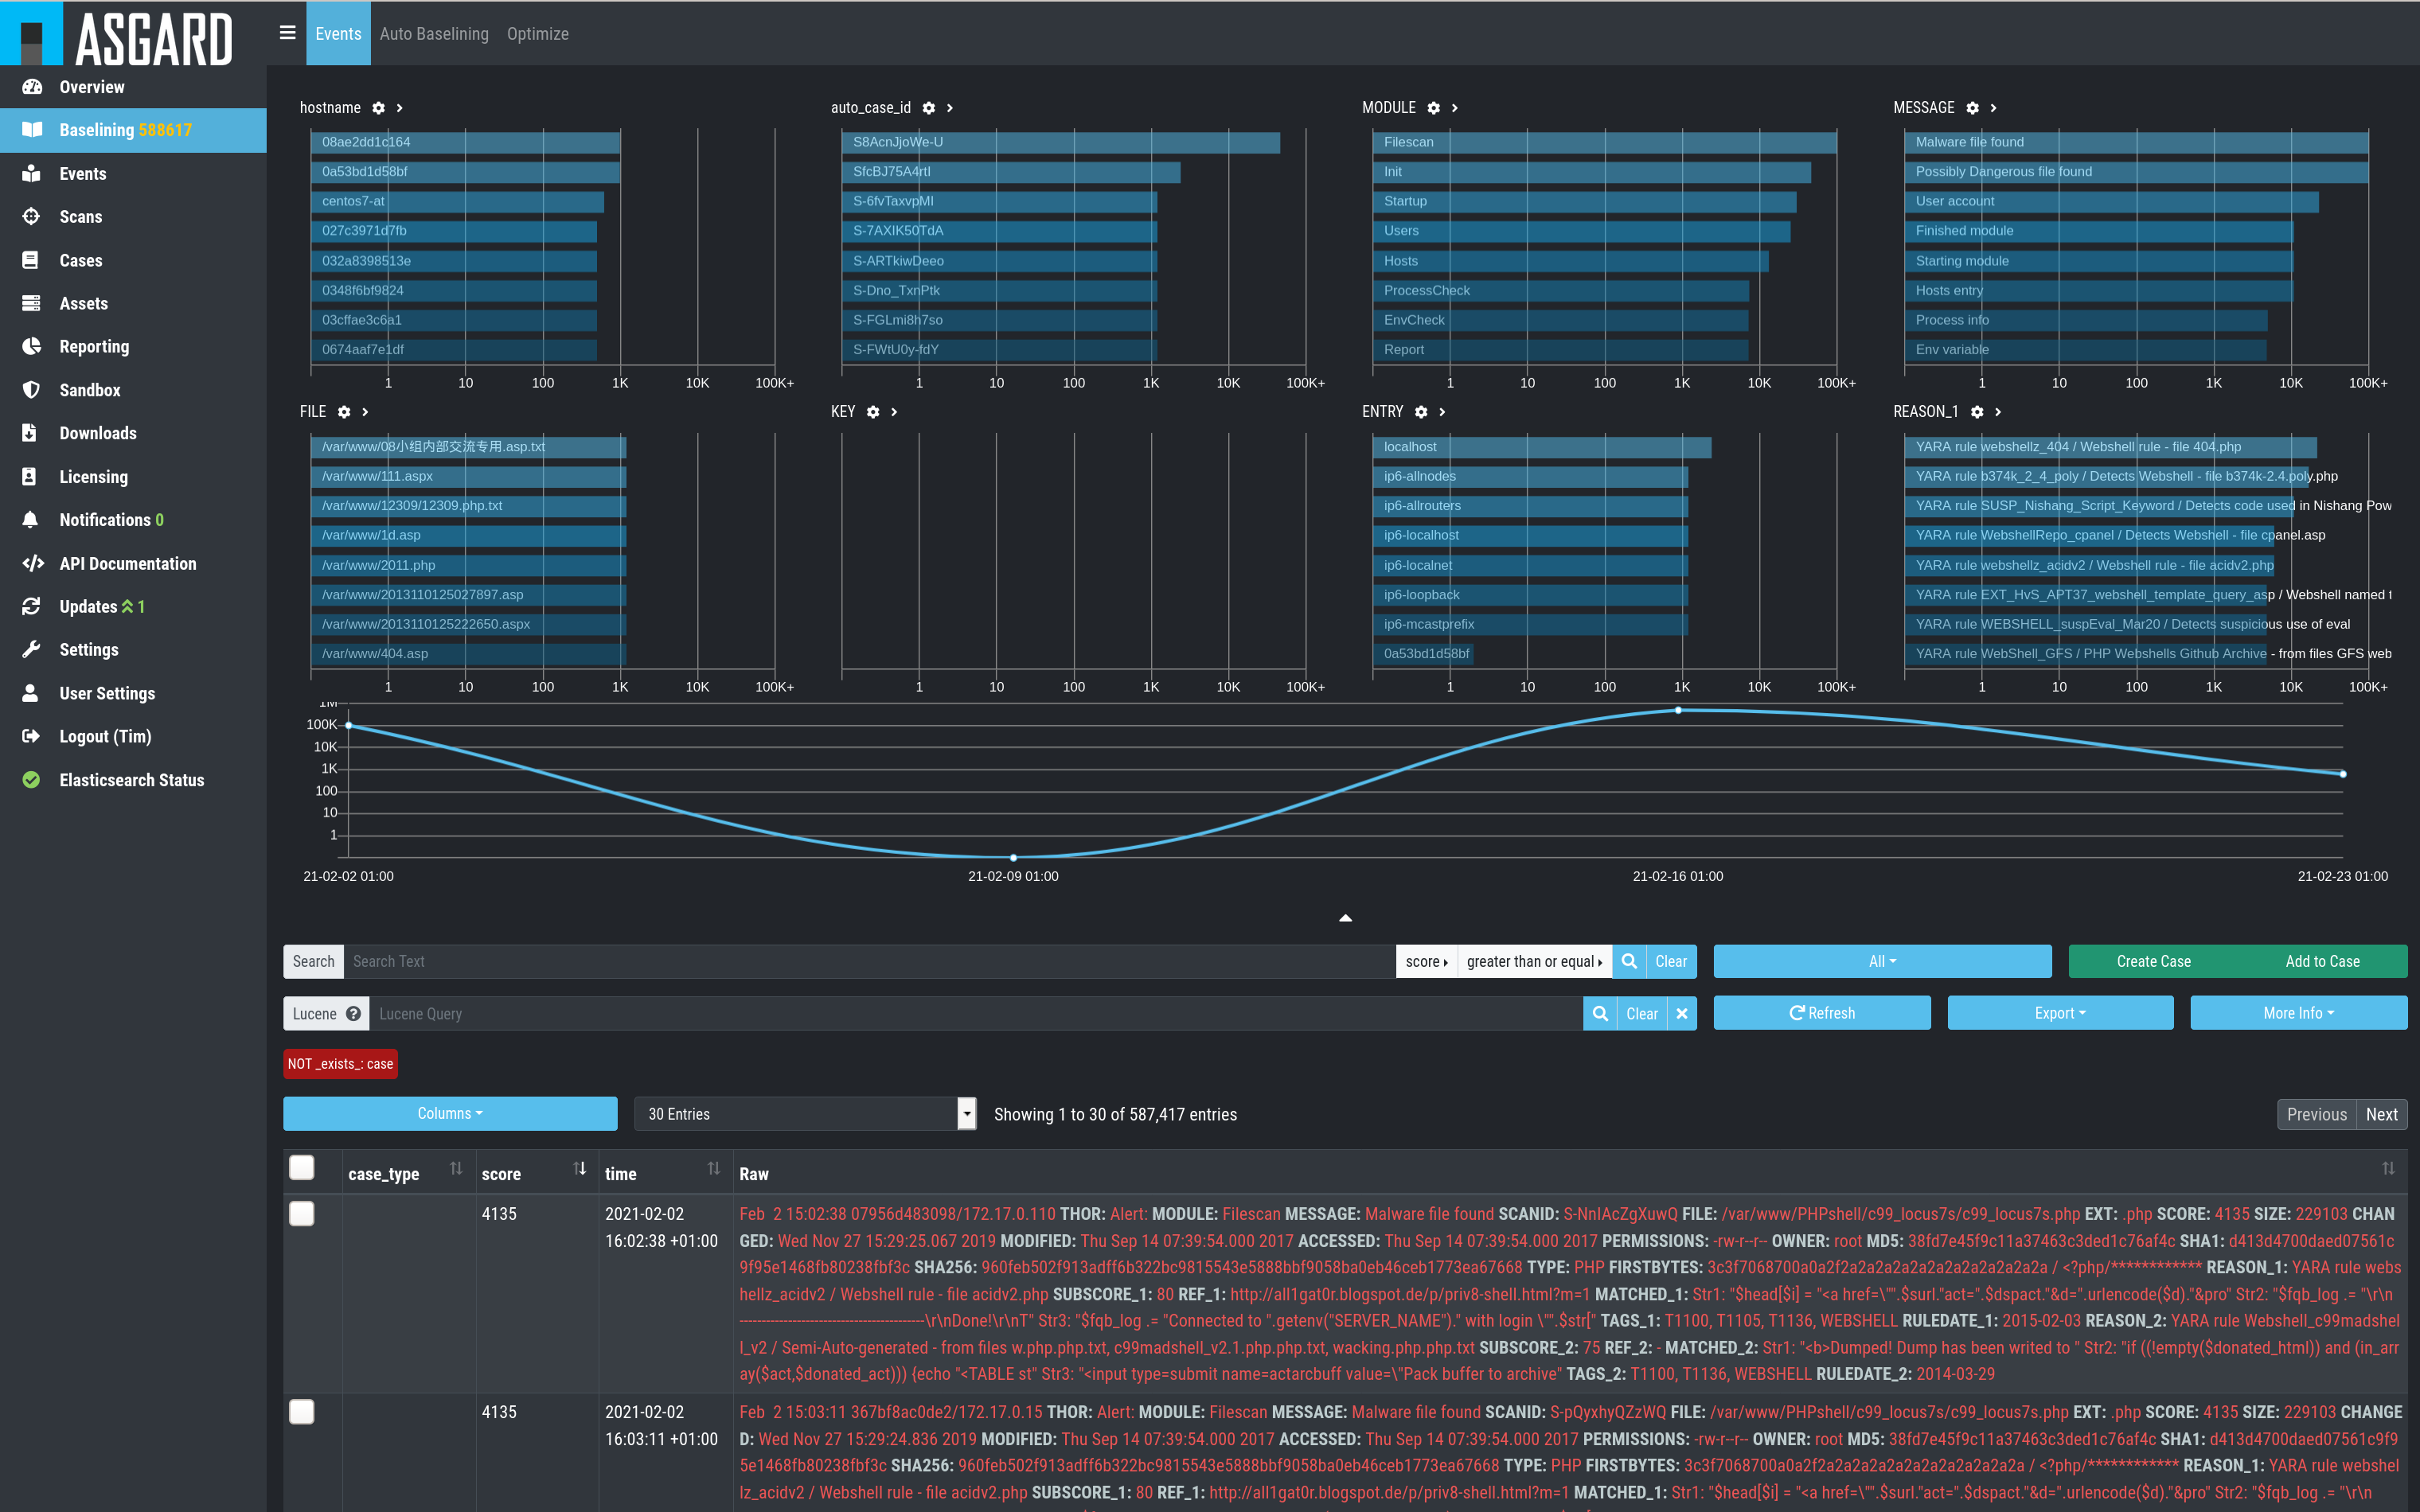 ASGARD
Events Auto Baselining Optimize
Overview
Baselining 588617
Events
Scans
Cases
Assets
Reporting
Sandbox
Downloads
Licensing
Notifications 0
API Documentation
Updates 1
Settings
User Settings
Logout (Tim)
Elasticsearch Status
hostname
08ae2dd1c164
0a53bd1d58bf
centos7-at
027c3971d7fb
032a8398513e
0348f6bf9824
03cffae3c6a1
0674aaf7e1df
1 10 100 1K 10K 100K+
auto_case_id
S8AcnJjoWe-U
SfcBJ75A4rtI
S-6fvTaxvpMI
S-7AXIK50TdA
S-ARTkiwDeeo
S-Dno_TxnPtk
S-FGLmi8h7so
S-FWtU0y-fdY
1 10 100 1K 10K 100K+
MODULE
Filescan
Init
Startup
Users
Hosts
ProcessCheck
EnvCheck
Report
1 10 100 1K 10K 100K+
MESSAGE
Malware file found
Possibly Dangerous file found
User account
Finished module
Starting module
Hosts entry
Process info
Env variable
1 10 100 1K 10K 100K+
FILE
/var/www/08小组内部交流专用.asp.txt
/var/www/111.aspx
/var/www/12309/12309.php.txt
/var/www/1d.asp
/var/www/2011.php
/var/www/2013110125027897.asp
/var/www/2013110125222650.aspx
/var/www/404.asp
1 10 100 1K 10K 100K+
KEY
1 10 100 1K 10K 100K+
ENTRY
localhost
ip6-allnodes
ip6-allrouters
ip6-localhost
ip6-localnet
ip6-loopback
ip6-mcastprefix
0a53bd1d58bf
1 10 100 1K 10K 100K+
REASON_1
YARA rule webshellz_404 / Webshell rule - file 404.php
YARA rule b374k_2_4_poly / Detects Webshell - file b374k-2.4.poly.php
YARA rule SUSP_Nishang_Script_Keyword / Detects code used in Nishang Pow
YARA rule WebshellRepo_cpanel / Detects Webshell - file cpanel.asp
YARA rule webshellz_acidv2 / Webshell rule - file acidv2.php
YARA rule EXT_HvS_APT37_webshell_template_query_asp / Webshell named t
YARA rule WEBSHELL_suspEval_Mar20 / Detects suspicious use of eval
YARA rule WebShell_GFS / PHP Webshells Github Archive - from files GFS web
1 10 100 1K 10K 100K+
1M
100K
10K
1K
100
10
1
21-02-02 01:00 21-02-09 01:00 21-02-16 01:00 21-02-23 01:00
Search Search Text score greater than or equal Clear All Create Case Add to Case
Lucene Lucene Query Clear Refresh Export More Info
NOT _exists_: case
Columns 30 Entries Showing 1 to 30 of 587,417 entries Previous Next
case_type score time Raw
4135
2021-02-02
16:02:38 +01:00
Feb 2 15:02:38 07956d483098/172.17.0.110 THOR: Alert: MODULE: Filescan MESSAGE: Malware file found SCANID: S-NnIAcZgXuwQ FILE: /var/www/PHPshell/c99_locus7s/c99_locus7s.php EXT: .php SCORE: 4135 SIZE: 229103 CHAN
GED: Wed Nov 27 15:29:25.067 2019 MODIFIED: Thu Sep 14 07:39:54.000 2017 ACCESSED: Thu Sep 14 07:39:54.000 2017 PERMISSIONS: -rw-r--r-- OWNER: root MD5: 38fd7e45f9c11a37463c3ded1c76af4c SHA1: d413d4700daed07561c
9f95e1468fb80238fbf3c SHA256: 960feb502f913adff6b322bc9815543e5888bbf9058ba0eb46ceb1773ea67668 TYPE: PHP FIRSTBYTES: 3c3f7068700a0a2f2a2a2a2a2a2a2a2a2a2a2a2a / <?php/************ REASON_1: YARA rule webs
hellz_acidv2 / Webshell rule - file acidv2.php SUBSCORE_1: 80 REF_1: http://all1gat0r.blogspot.de/p/priv8-shell.html?m=1 MATCHED_1: Str1: "$head[$i] = "<a href=\"".$surl."act=".$dspact."&d=".urlencode($d)."&pro" Str2: "$fqb_log .= "\r\n
------------------------------------------\r\nDone!\r\nT" Str3: "$fqb_log .= "Connected to ".getenv("SERVER_NAME")." with login \"".$str[" TAGS_1: T1100, T1105, T1136, WEBSHELL RULEDATE_1: 2015-02-03 REASON_2: YARA rule Webshell_c99madshel
l_v2 / Semi-Auto-generated - from files w.php.php.txt, c99madshell_v2.1.php.php.txt, wacking.php.php.txt SUBSCORE_2: 75 REF_2: - MATCHED_2: Str1: "<b>Dumped! Dump has been writed to " Str2: "if ((!empty($donated_html)) and (in_arr
ay($act,$donated_act))) {echo "<TABLE st" Str3: "<input type=submit name=actarcbuff value=\"Pack buffer to archive" TAGS_2: T1100, T1136, WEBSHELL RULEDATE_2: 2014-03-29
4135
2021-02-02
16:03:11 +01:00
Feb 2 15:03:11 367bf8ac0de2/172.17.0.15 THOR: Alert: MODULE: Filescan MESSAGE: Malware file found SCANID: S-pQyxhyQZzWQ FILE: /var/www/PHPshell/c99_locus7s/c99_locus7s.php EXT: .php SCORE: 4135 SIZE: 229103 CHANGE
D: Wed Nov 27 15:29:24.836 2019 MODIFIED: Thu Sep 14 07:39:54.000 2017 ACCESSED: Thu Sep 14 07:39:54.000 2017 PERMISSIONS: -rw-r--r-- OWNER: root MD5: 38fd7e45f9c11a37463c3ded1c76af4c SHA1: d413d4700daed07561c9f9
5e1468fb80238fbf3c SHA256: 960feb502f913adff6b322bc9815543e5888bbf9058ba0eb46ceb1773ea67668 TYPE: PHP FIRSTBYTES: 3c3f7068700a0a2f2a2a2a2a2a2a2a2a2a2a2a2a / <?php/************ REASON_1: YARA rule webshel
lz_acidv2 / Webshell rule - file acidv2.php SUBSCORE_1: 80 REF_1: http://all1gat0r.blogspot.de/p/priv8-shell.html?m=1 MATCHED_1: Str1: "$head[$i] = "<a href=\"".$surl."act=".$dspact."&d=".urlencode($d)."&pro" Str2: "$fqb_log .= "\r\n